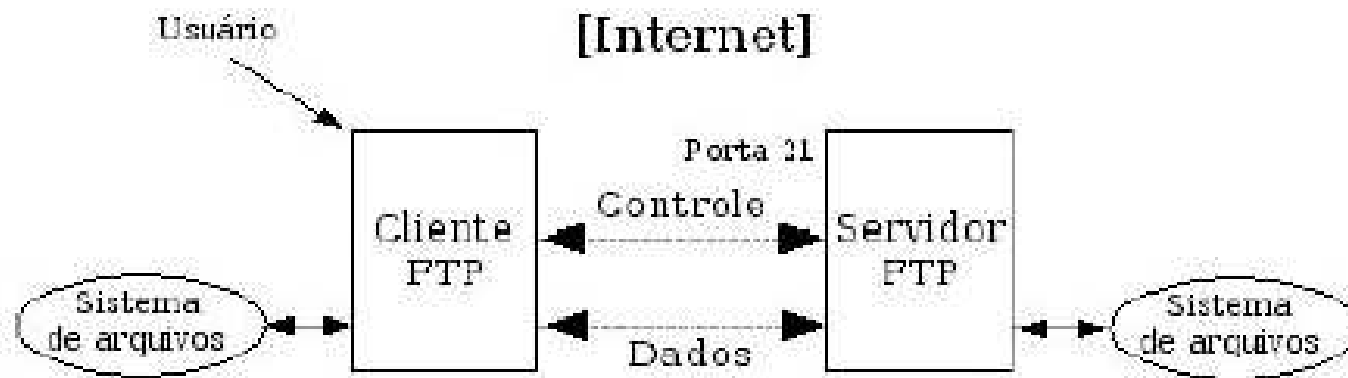 Usuário
[Internet]
Porta 21
Controle
Cliente
FTP
Servidor
FTP
Sistema
de arquivos
Dados
Sistema
de arquivos